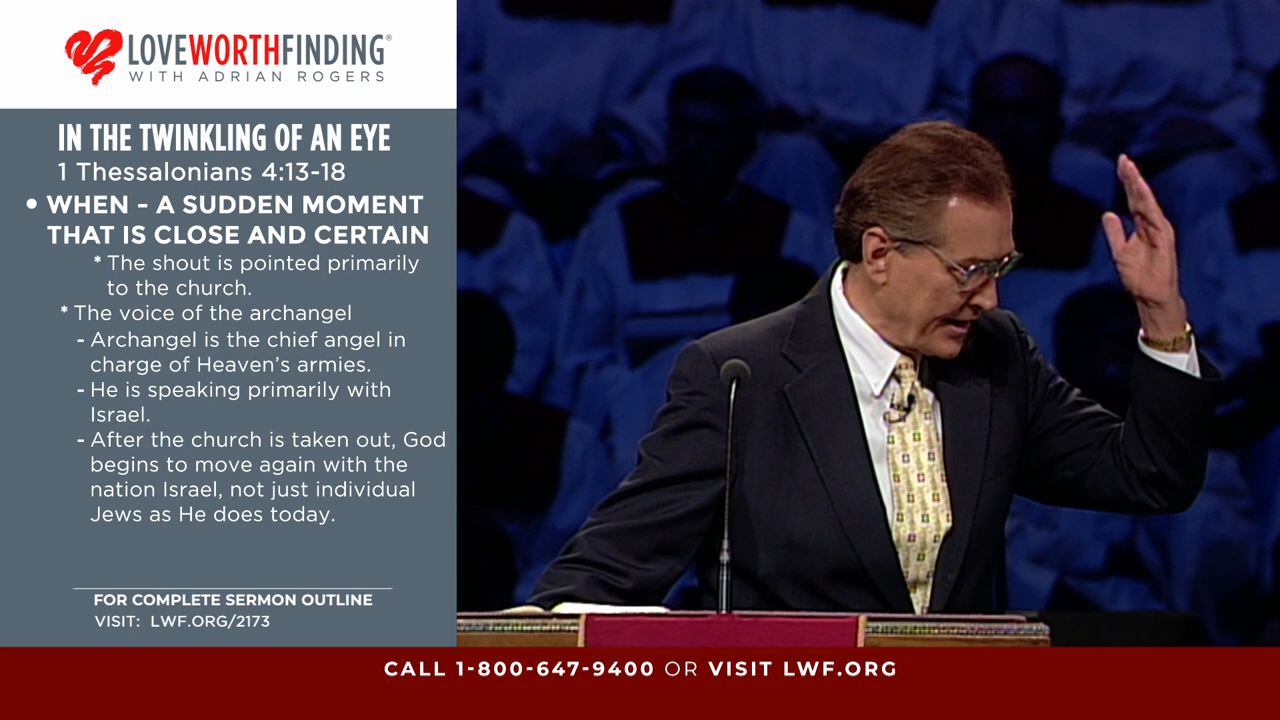 LOVEWORTHFINDING®
WITH ADRIAN ROGERS
IN THE TWINKLING OF AN EYE
1 Thessalonians 4:13-18
• WHEN - A SUDDEN MOMENT
THAT IS CLOSE AND CERTAIN
* The shout is pointed primarily
to the church.
* The voice of the archangel
- Archangel is the chief angel in
charge of Heaven's armies.
- He is speaking primarily with
Israel.
- After the church is taken out, God
begins to move again with the
nation Israel, not just individual
Jews as He does today.
FOR COMPLETE SERMON OUTLINE
VISIT: LWF.ORG/2173
CALL 1-800-647-9400 OR VISIT LWF.ORG